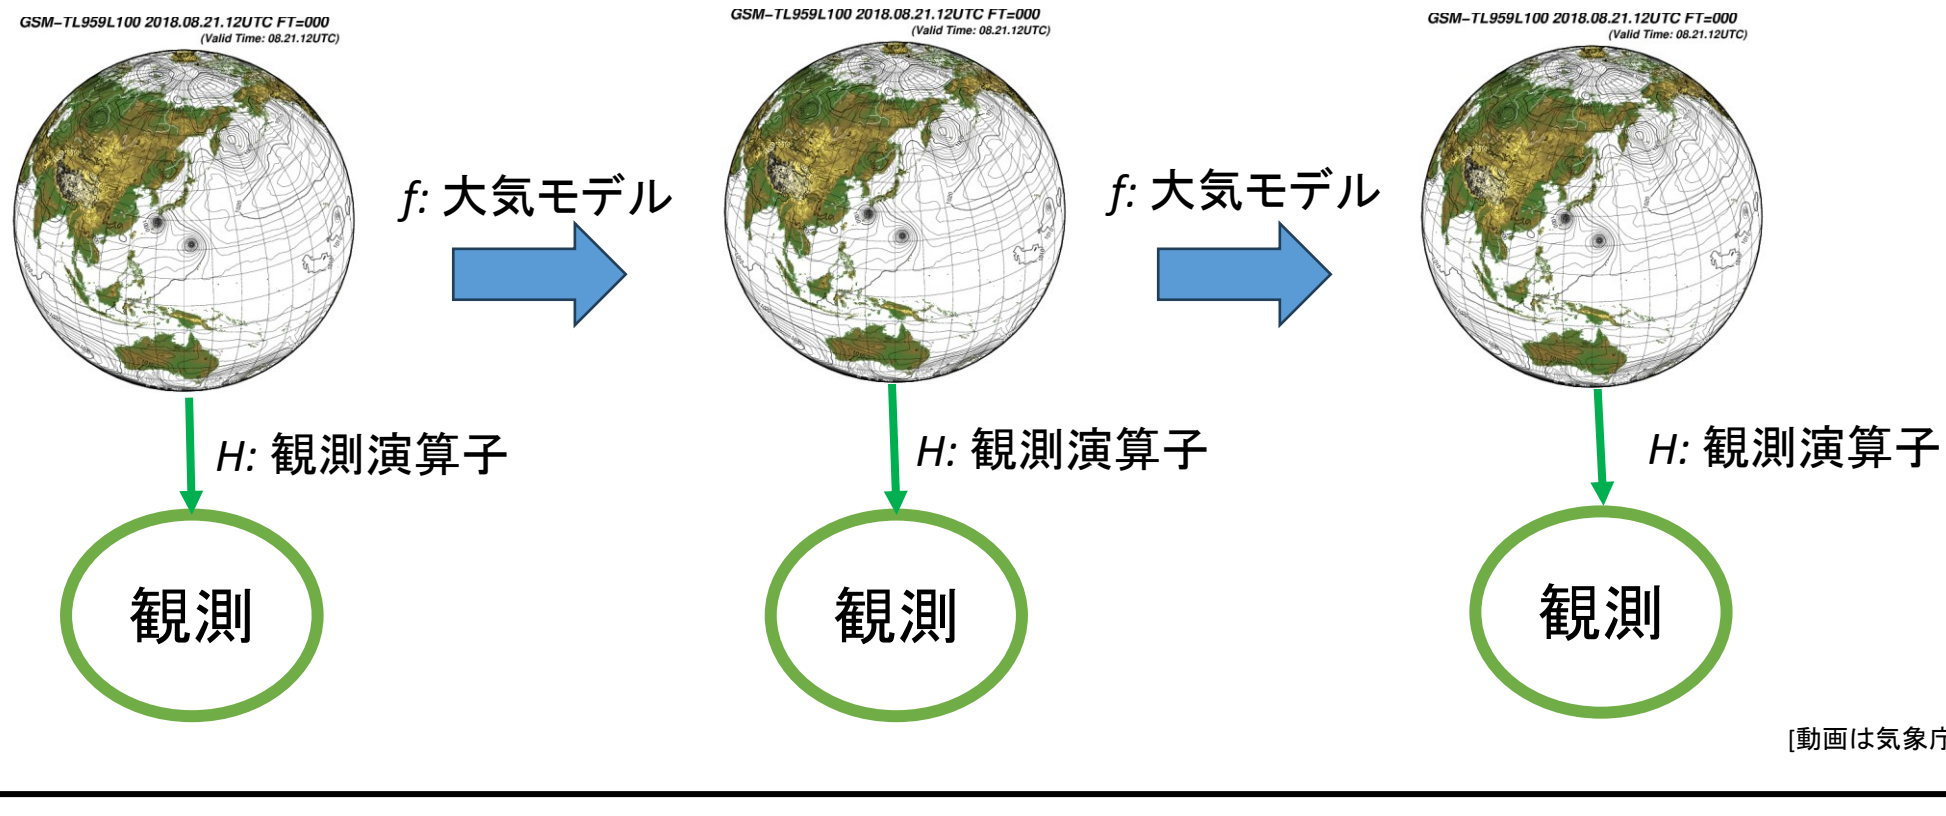 GSM–TL959L100 2018.08.21.12UTC FT=000
(Valid Time: 08.21.12UTC)
GSM–TL959L100 2018.08.21.12UTC FT=000
(Valid Time: 08.21.12UTC)
GSM–TL959L100 2018.08.21.12UTC FT=000
(Valid Time: 08.21.12UTC)
f: 大気モデル
f: 大気モデル
H: 観測演算子
H: 観測演算子
H: 観測演算子
観測
観測
観測
[動画は気象庁